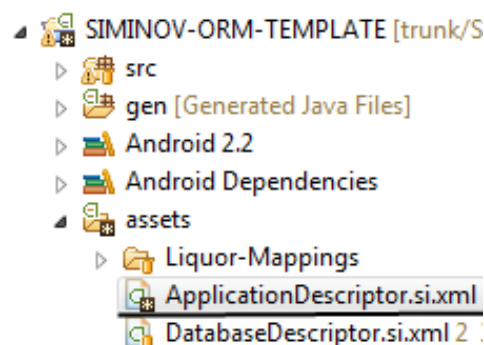 SIMINOV-ORM-TEMPLATE [trunk/S
src
gen [Generated Java Files]
Android 2.2
Android Dependencies
assets
Liquor-Mappings
ApplicationDescriptor.si.xml
DatabaseDescriptor.si.xml 2